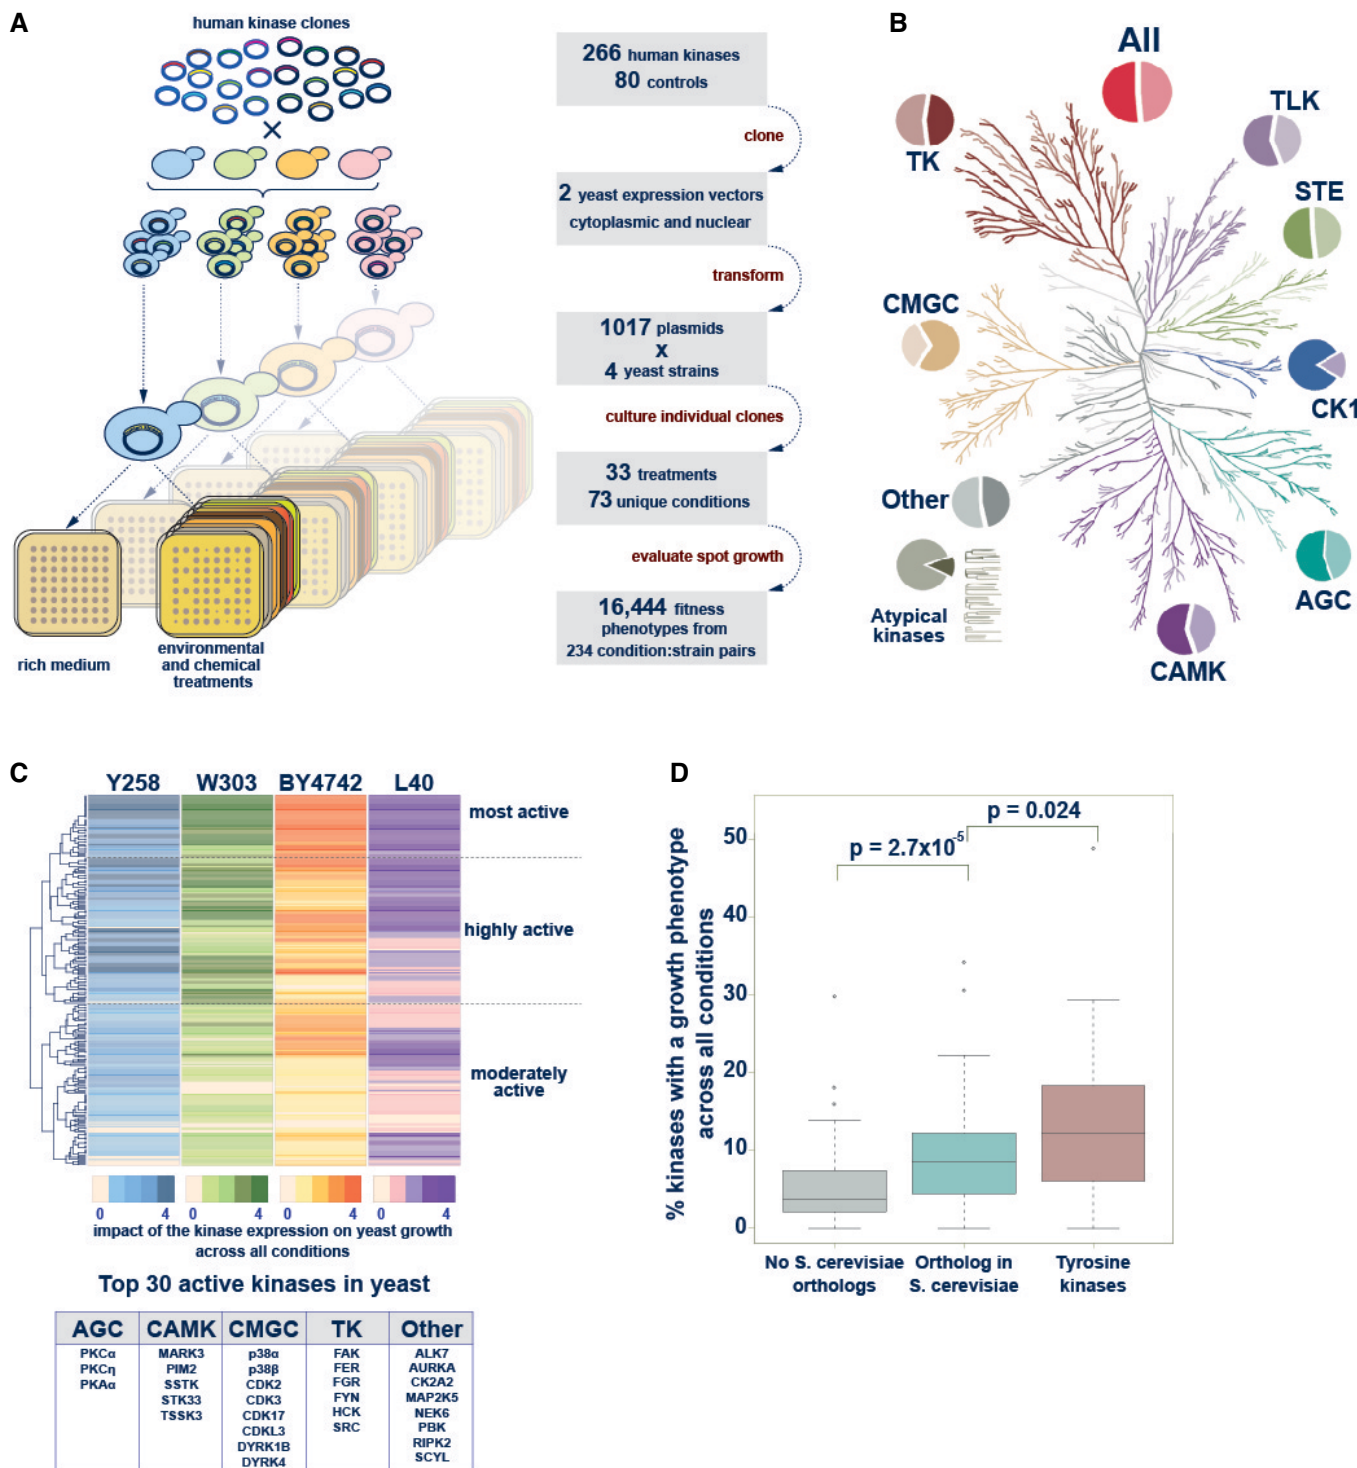 A
human kinase clones
×
rich medium
environmental
and chemical
treatments
266 human kinases
80 controls
clone
2 yeast expression vectors
cytoplasmic and nuclear
transform
1017 plasmids
x
4 yeast strains
culture individual clones
33 treatments
73 unique conditions
evaluate spot growth
16,444 fitness
phenotypes from
234 condition:strain pairs
B
All
TK
TLK
STE
CMGC
CK1
Other
Atypical
kinases
AGC
CAMK
C
Y258 W303 BY4742 L40
most active
highly active
moderately
active
0 4 0 4 0 4 0 4
impact of the kinase expression on yeast growth
across all conditions
Top 30 active kinases in yeast
AGC CAMK CMGC TK Other
PKCα MARK3 p38α FAK ALK7
PKCη PIM2 p38β FER AURKA
PKAα SSTK CDK2 FGR CK2A2
STK33 CDK3 FYN MAP2K5
TSSK3 CDK17 HCK NEK6
CDKL3 SRC PBK
DYRK1B RIPK2
DYRK4 SCYL
D
% kinases with a growth phenotype
across all conditions
50
40
30
20
10
0
p = 2.7x10-5
p = 0.024
No S. cerevisiae
orthologs
Ortholog in
S. cerevisiae
Tyrosine
kinases